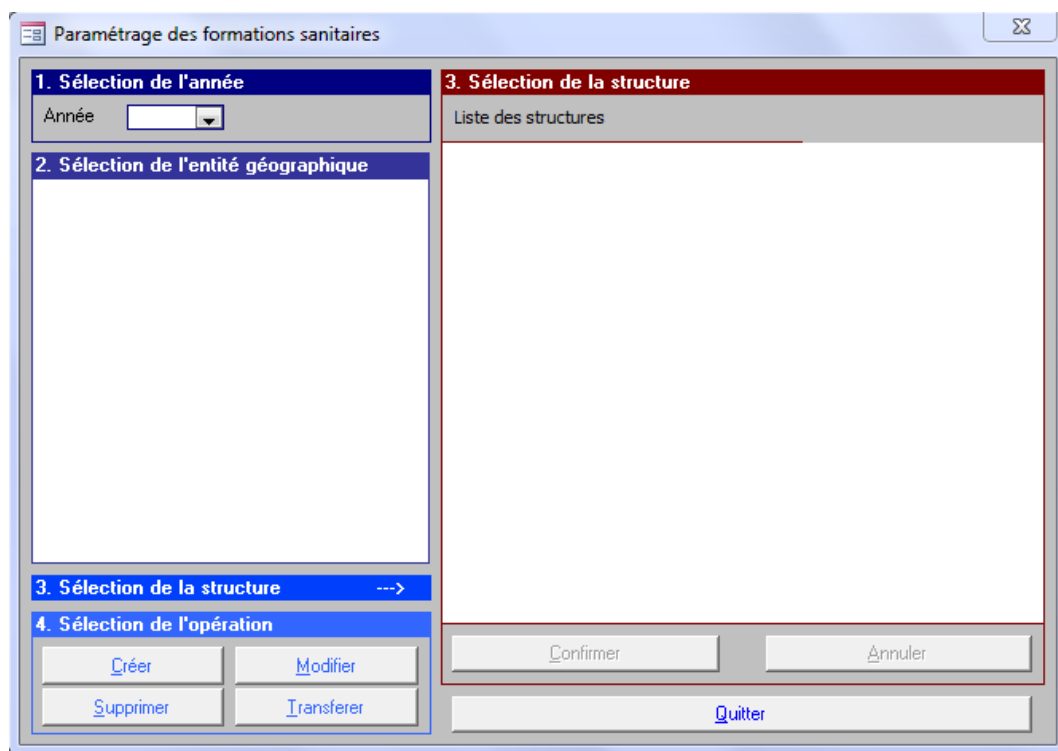 Paramétrage des formations sanitaires
1. Sélection de l'année
Année
2. Sélection de l'entité géographique
3. Sélection de la structure --->
4. Sélection de l'opération
Créer Modifier
Supprimer Transferer
3. Sélection de la structure
Liste des structures
Confirmer Annuler
Quitter